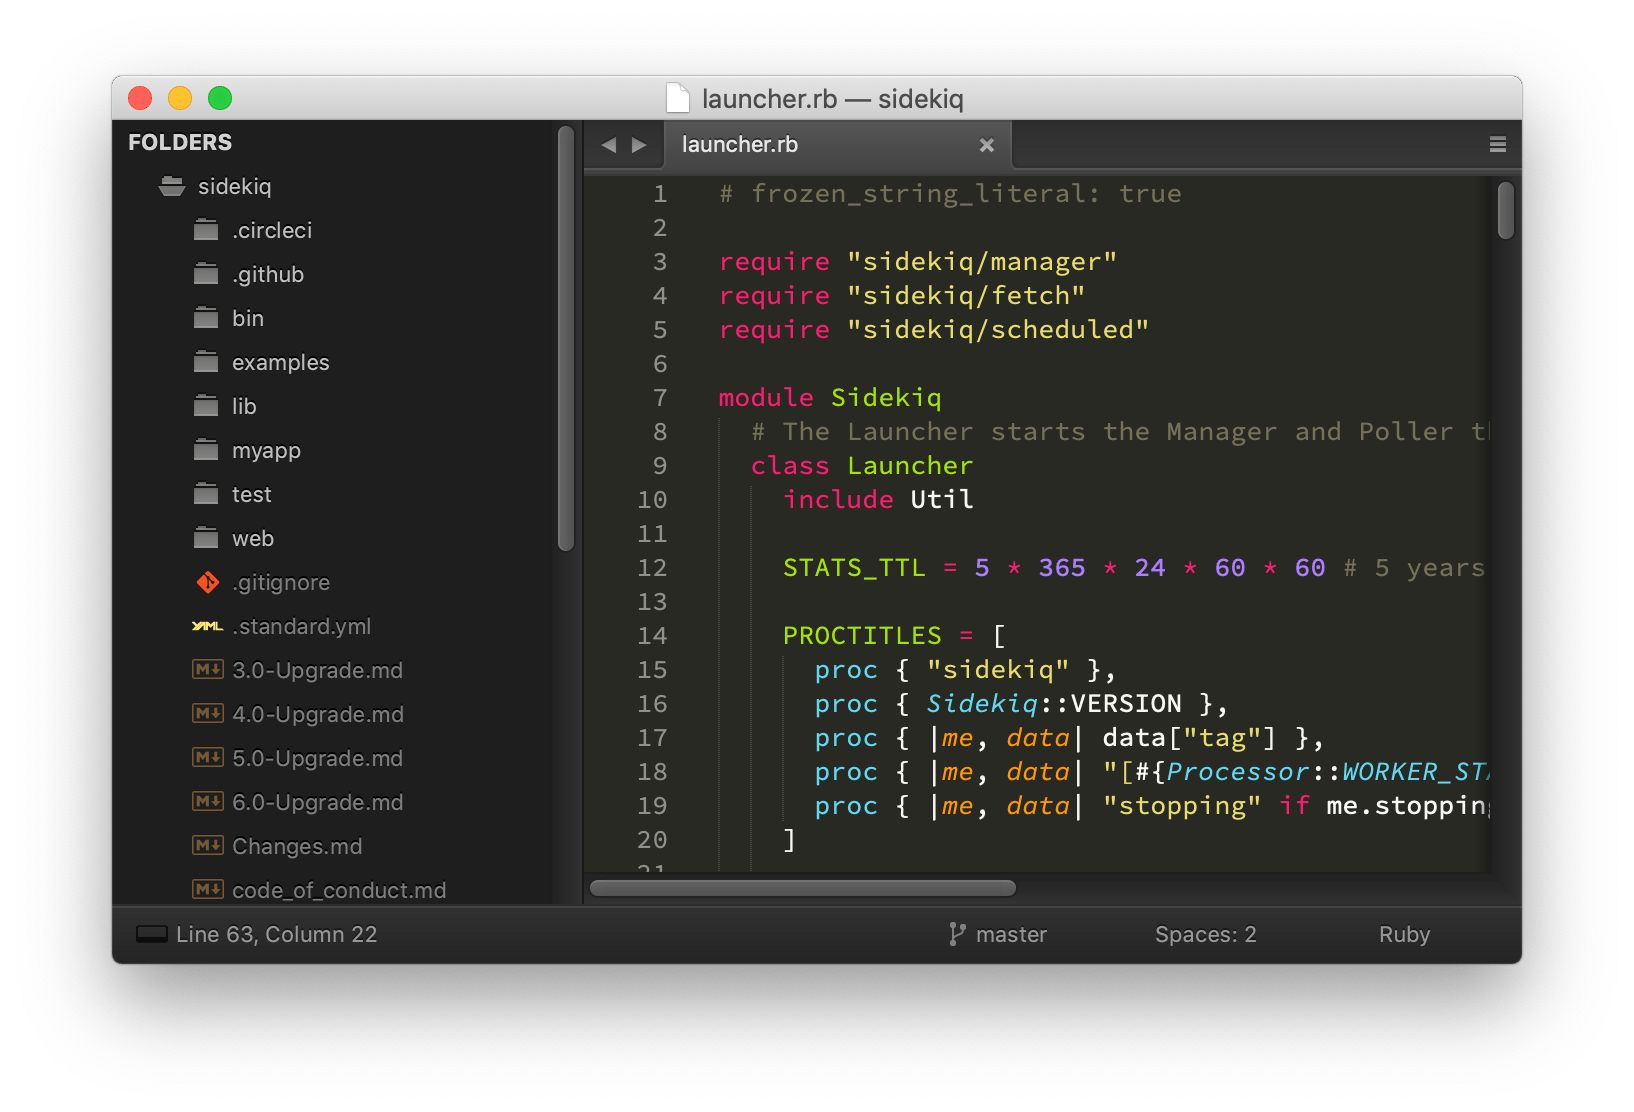 launcher.rb — sidekiq
FOLDERS
sidekiq
.circleci
.github
bin
examples
lib
myapp
test
web
.gitignore
YAML .standard.yml
M 3.0-Upgrade.md
M 4.0-Upgrade.md
M 5.0-Upgrade.md
M 6.0-Upgrade.md
M Changes.md
M code_of_conduct.md
launcher.rb
1 # frozen_string_literal: true
2
3 require "sidekiq/manager"
4 require "sidekiq/fetch"
5 require "sidekiq/scheduled"
6
7 module Sidekiq
8 # The Launcher starts the Manager and Poller
9 class Launcher
10 include Util
11
12 STATS_TTL = 5 * 365 * 24 * 60 * 60 # 5 years
13
14 PROCTITLES = [
15 proc { "sidekiq" },
16 proc { Sidekiq::VERSION },
17 proc { |me, data| data["tag"] },
18 proc { |me, data| "[#{Processor::WORKER_ST
19 proc { |me, data| "stopping" if me.stopping
20 ]
21
Line 63, Column 22
master
Spaces: 2
Ruby